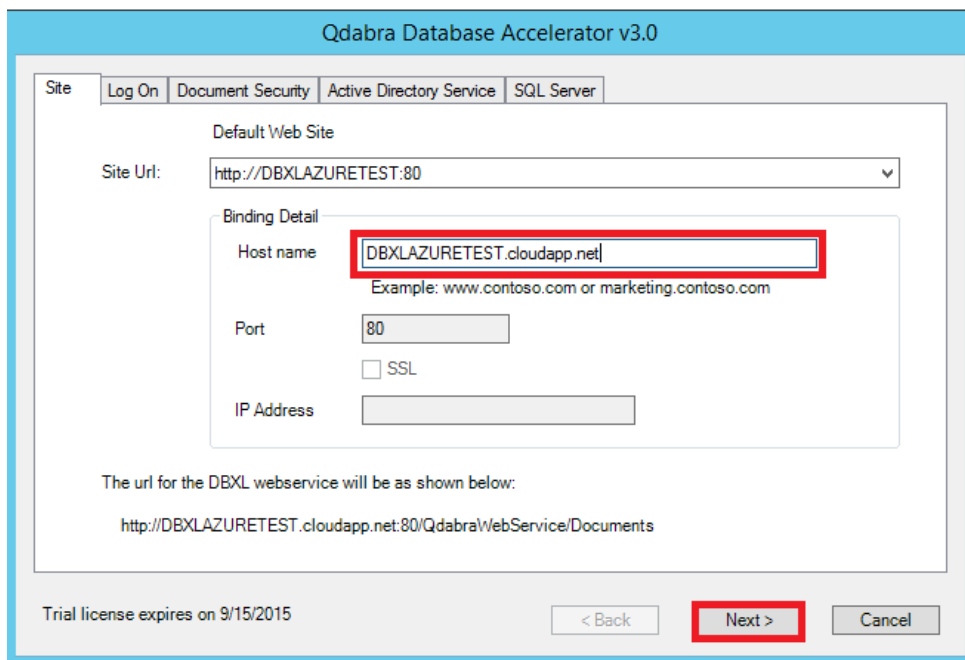 Qdabra Database Accelerator v3.0
Site
Log On
Document Security
Active Directory Service
SQL Server
Default Web Site
Site Url:
http://DBXLAZURETEST:80
Binding Detail
Host name
DBXLAZURETEST.cloudapp.net
Example: www.contoso.com or marketing.contoso.com
Port
80
SSL
IP Address
The url for the DBXL webservice will be as shown below:
http://DBXLAZURETEST.cloudapp.net:80/QdabraWebService/Documents
Trial license expires on 9/15/2015
< Back
Next >
Cancel